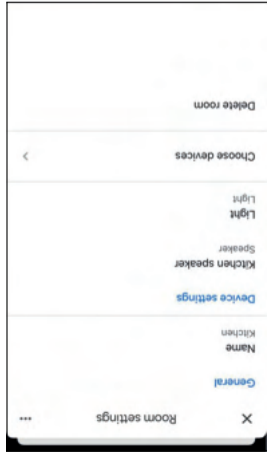 Room settings
General
Name
Kitchen
Device settings
Kitchen speaker
Speaker
Light
Light
Choose devices
Delete room